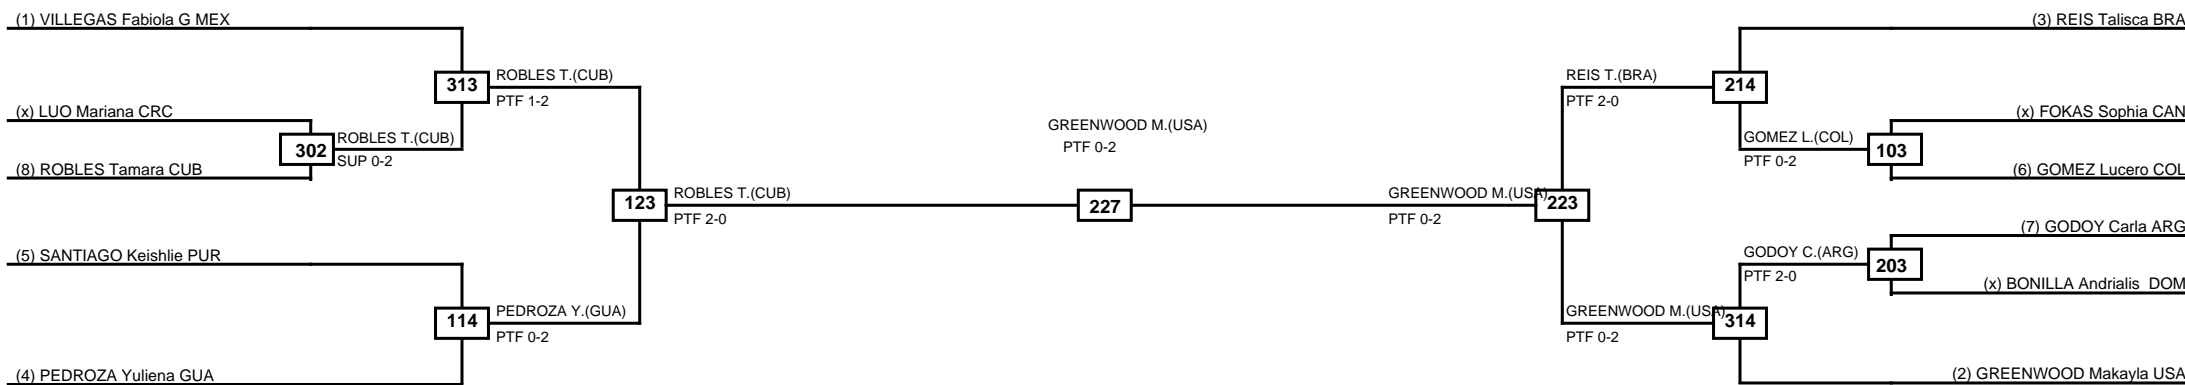 (1) VILLEGAS Fabiola G MEX
(3) REIS Talisca BRA
313
ROBLES T.(CUB)
PTF 1-2
REIS T.(BRA)
PTF 2-0
214
(x) LUO Mariana CRC
(x) FOKAS Sophia CAN
302
ROBLES T.(CUB)
SUP 0-2
GREENWOOD M.(USA)
PTF 0-2
GOMEZ L.(COL)
PTF 0-2
103
(8) ROBLES Tamara CUB
(6) GOMEZ Lucero COL
123
ROBLES T.(CUB)
PTF 2-0
227
GREENWOOD M.(USA)
PTF 0-2
223
(5) SANTIAGO Keishlie PUR
(7) GODOY Carla ARG
GODOY C.(ARG)
PTF 2-0
203
(x) BONILLA Andrialis DOM
114
PEDROZA Y.(GUA)
PTF 0-2
GREENWOOD M.(USA)
PTF 0-2
314
(4) PEDROZA Yuliena GUA
(2) GREENWOOD Makayla USA